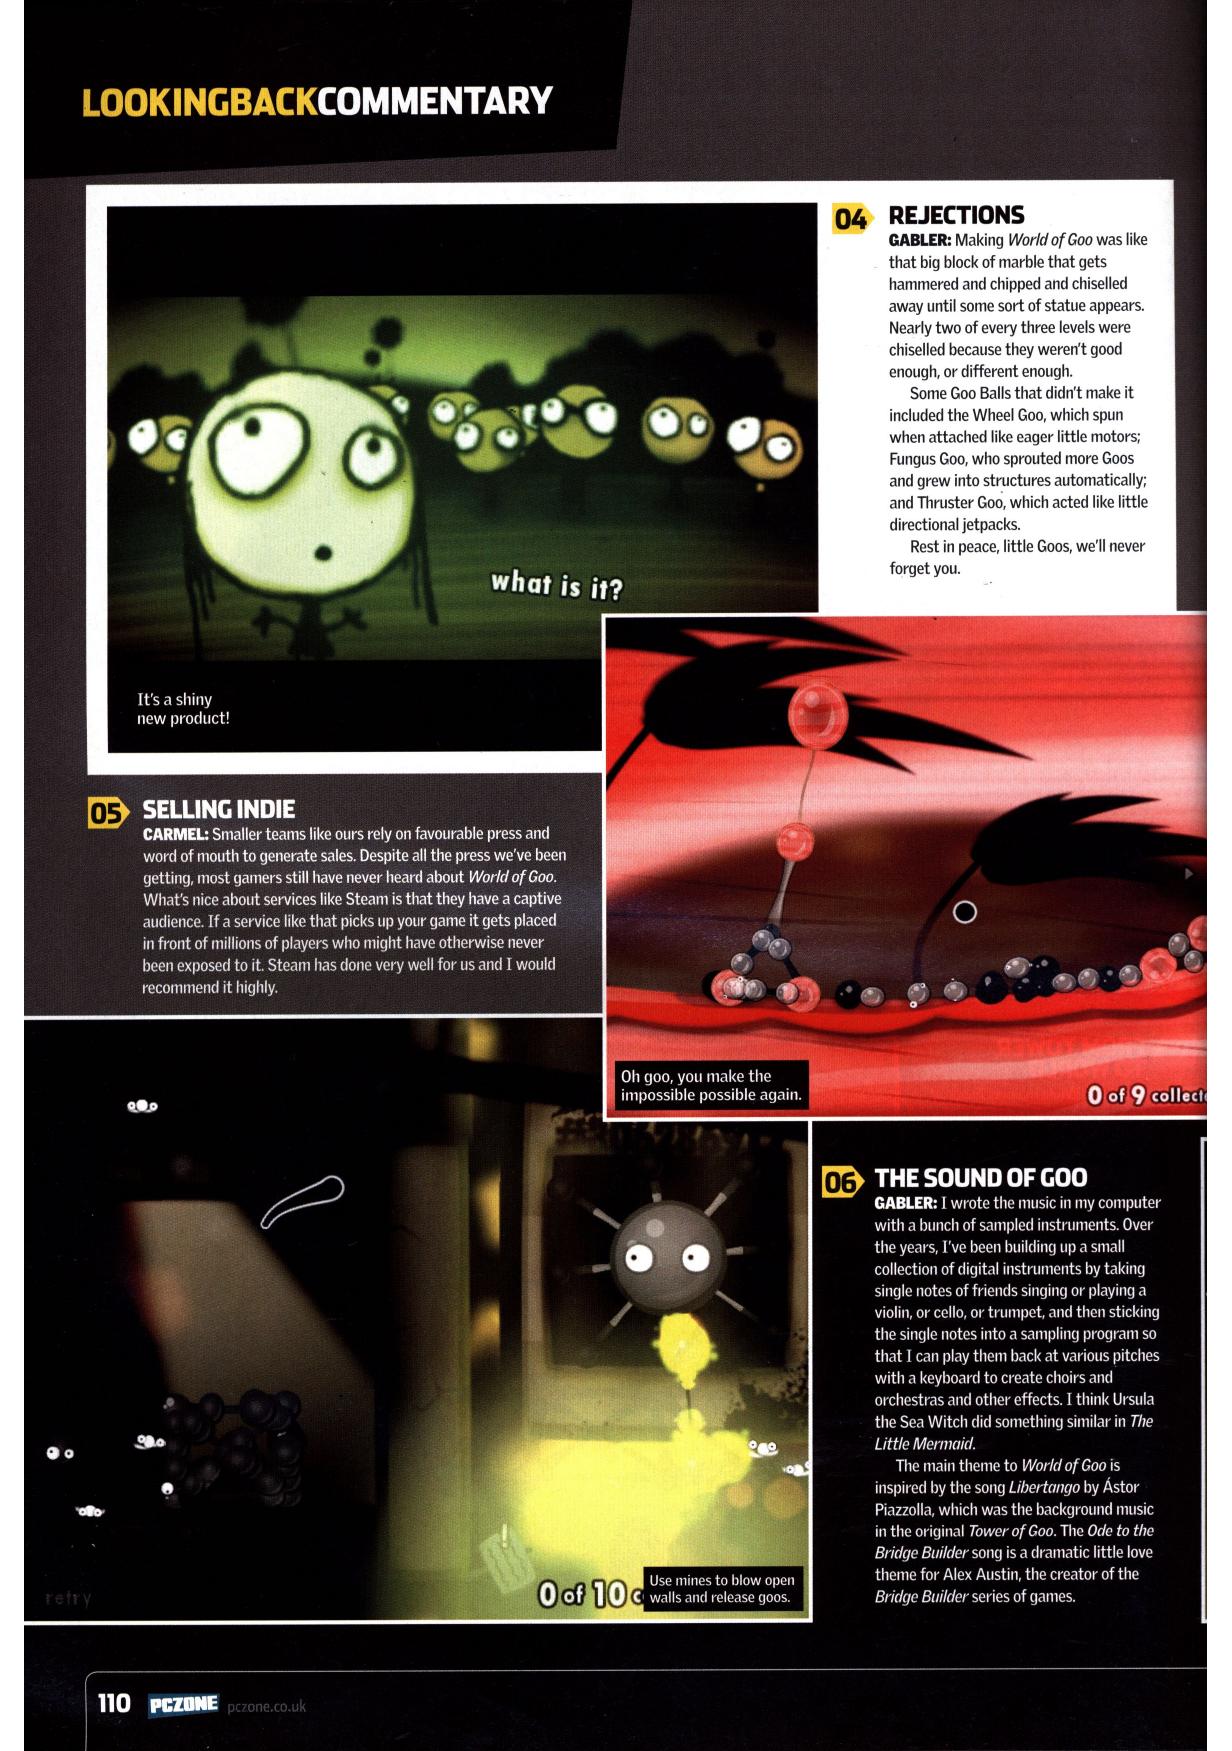 LOOKINGBACKCOMMENTARY
what is it?
It's a shiny
new product!
04 REJECTIONS
GABLER: Making World of Goo was like
that big block of marble that gets
hammered and chipped and chiselled
away until some sort of statue appears.
Nearly two of every three levels were
chiselled because they weren't good
enough, or different enough.
Some Goo Balls that didn't make it
included the Wheel Goo, which spun
when attached like eager little motors;
Fungus Goo, who sprouted more Goos
and grew into structures automatically;
and Thruster Goo, which acted like little
directional jetpacks.
Rest in peace, little Goos, we'll never
forget you.
05 SELLING INDIE
CARMEL: Smaller teams like ours rely on favourable press and
word of mouth to generate sales. Despite all the press we've been
getting, most gamers still have never heard about World of Goo.
What's nice about services like Steam is that they have a captive
audience. If a service like that picks up your game it gets placed
in front of millions of players who might have otherwise never
been exposed to it. Steam has done very well for us and I would
recommend it highly.
Oh goo, you make the
impossible possible again.
0 of 9 collect
retry
0 of 10 c
Use mines to blow open
walls and release goos.
06 THE SOUND OF GOO
GABLER: I wrote the music in my computer
with a bunch of sampled instruments. Over
the years, I've been building up a small
collection of digital instruments by taking
single notes of friends singing or playing a
violin, or cello, or trumpet, and then sticking
the single notes into a sampling program so
that I can play them back at various pitches
with a keyboard to create choirs and
orchestras and other effects. I think Ursula
the Sea Witch did something similar in The
Little Mermaid.
The main theme to World of Goo is
inspired by the song Libertango by Ástor
Piazzolla, which was the background music
in the original Tower of Goo. The Ode to the
Bridge Builder song is a dramatic little love
theme for Alex Austin, the creator of the
Bridge Builder series of games.
110 PCZONE pczone.co.uk